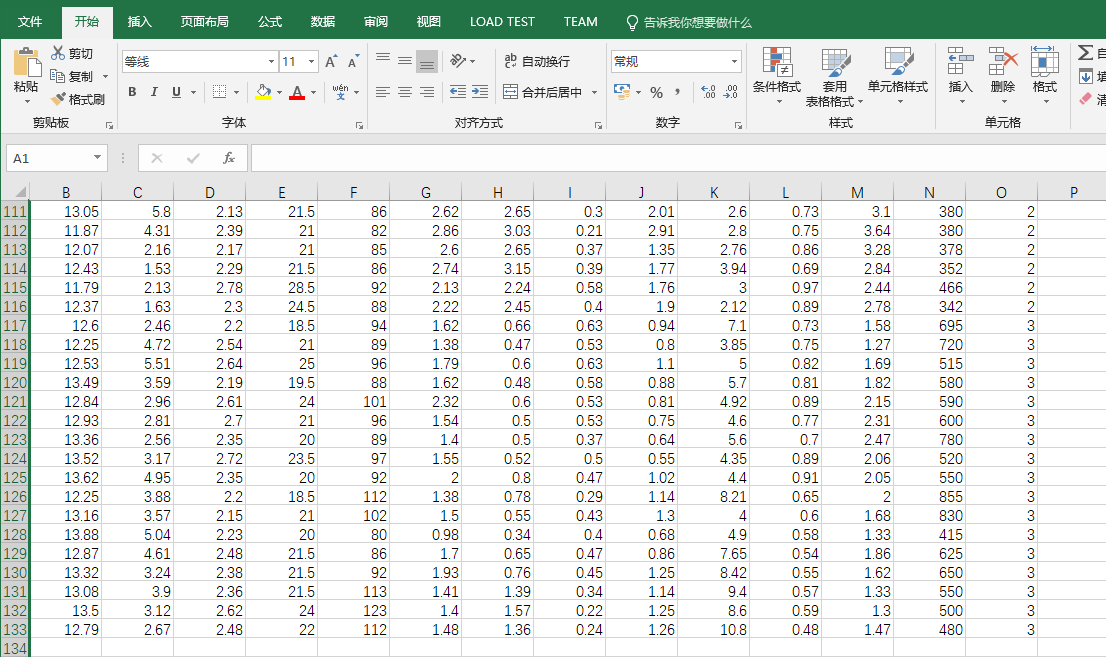 文件 开始 插入 页面布局 公式 数据 审阅 视图 LOAD TEST TEAM 告诉我你想要做什么
剪切
复制
格式刷
粘贴
剪贴板
等线 11
B I U
wén
文
字体
ab 自动换行
合并后居中
对齐方式
常规
% , .00 .00
数字
条件格式 套用 单元格样式
表格格式
样式
插入 删除 格式
单元格
A1 fx
B C D E F G H I J K L M N O P
111 13.05 5.8 2.13 21.5 86 2.62 2.65 0.3 2.01 2.6 0.73 3.1 380 2
112 11.87 4.31 2.39 21 82 2.86 3.03 0.21 2.91 2.8 0.75 3.64 380 2
113 12.07 2.16 2.17 21 85 2.6 2.65 0.37 1.35 2.76 0.86 3.28 378 2
114 12.43 1.53 2.29 21.5 86 2.74 3.15 0.39 1.77 3.94 0.69 2.84 352 2
115 11.79 2.13 2.78 28.5 92 2.13 2.24 0.58 1.76 3 0.97 2.44 466 2
116 12.37 1.63 2.3 24.5 88 2.22 2.45 0.4 1.9 2.12 0.89 2.78 342 2
117 12.6 2.46 2.2 18.5 94 1.62 0.66 0.63 0.94 7.1 0.73 1.58 695 3
118 12.25 4.72 2.54 21 89 1.38 0.47 0.53 0.8 3.85 0.75 1.27 720 3
119 12.53 5.51 2.64 25 96 1.79 0.6 0.63 1.1 5 0.82 1.69 515 3
120 13.49 3.59 2.19 19.5 88 1.62 0.48 0.58 0.88 5.7 0.81 1.82 580 3
121 12.84 2.96 2.61 24 101 2.32 0.6 0.53 0.81 4.92 0.89 2.15 590 3
122 12.93 2.81 2.7 21 96 1.54 0.5 0.53 0.75 4.6 0.77 2.31 600 3
123 13.36 2.56 2.35 20 89 1.4 0.5 0.37 0.64 5.6 0.7 2.47 780 3
124 13.52 3.17 2.72 23.5 97 1.55 0.52 0.5 0.55 4.35 0.89 2.06 520 3
125 13.62 4.95 2.35 20 92 2 0.8 0.47 1.02 4.4 0.91 2.05 550 3
126 12.25 3.88 2.2 18.5 112 1.38 0.78 0.29 1.14 8.21 0.65 2 855 3
127 13.16 3.57 2.15 21 102 1.5 0.55 0.43 1.3 4 0.6 1.68 830 3
128 13.88 5.04 2.23 20 80 0.98 0.34 0.4 0.68 4.9 0.58 1.33 415 3
129 12.87 4.61 2.48 21.5 86 1.7 0.65 0.47 0.86 7.65 0.54 1.86 625 3
130 13.32 3.24 2.38 21.5 92 1.93 0.76 0.45 1.25 8.42 0.55 1.62 650 3
131 13.08 3.9 2.36 21.5 113 1.41 1.39 0.34 1.14 9.4 0.57 1.33 550 3
132 13.5 3.12 2.62 24 123 1.4 1.57 0.22 1.25 8.6 0.59 1.3 500 3
133 12.79 2.67 2.48 22 112 1.48 1.36 0.24 1.26 10.8 0.48 1.47 480 3
134